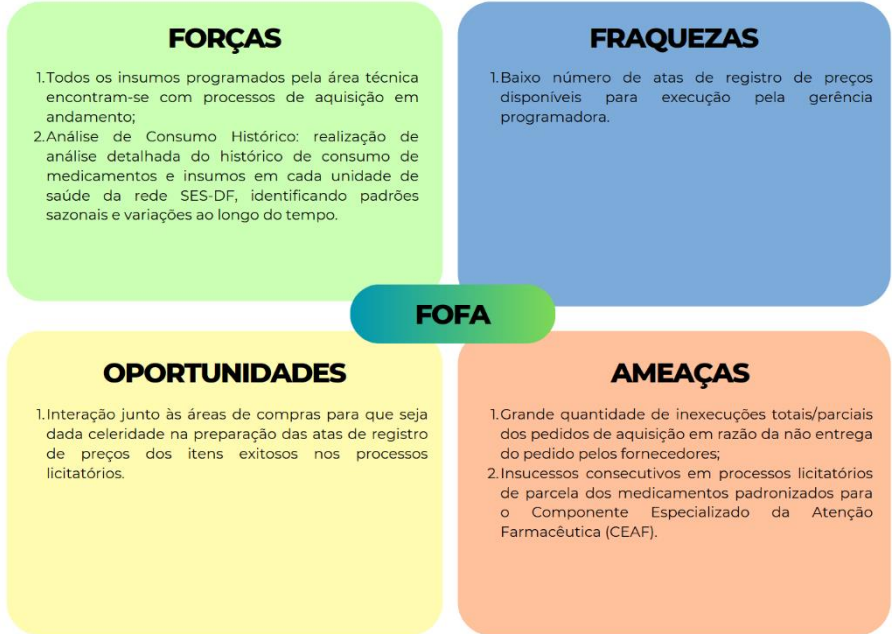 FORÇAS
1.Todos os insumos programados pela área técnica
encontram-se com processos de aquisição em
andamento;
2.Análise de Consumo Histórico: realização de
análise detalhada do histórico de consumo de
medicamentos e insumos em cada unidade de
saúde da rede SES-DF, identificando padrões
sazonais e variações ao longo do tempo.
FRAQUEZAS
1.Baixo número de atas de registro de preços
disponíveis para execução pela gerência
programadora.
FOFA
OPORTUNIDADES
1.Interação junto às áreas de compras para que seja
dada celeridade na preparação das atas de registro
de preços dos itens exitosos nos processos
licitatórios.
AMEAÇAS
1.Grande quantidade de inexecuções totais/parciais
dos pedidos de aquisição em razão da não entrega
do pedido pelos fornecedores;
2.Insucessos consecutivos em processos licitatórios
de parcela dos medicamentos padronizados para
o Componente Especializado da Atenção
Farmacêutica (CEAF).